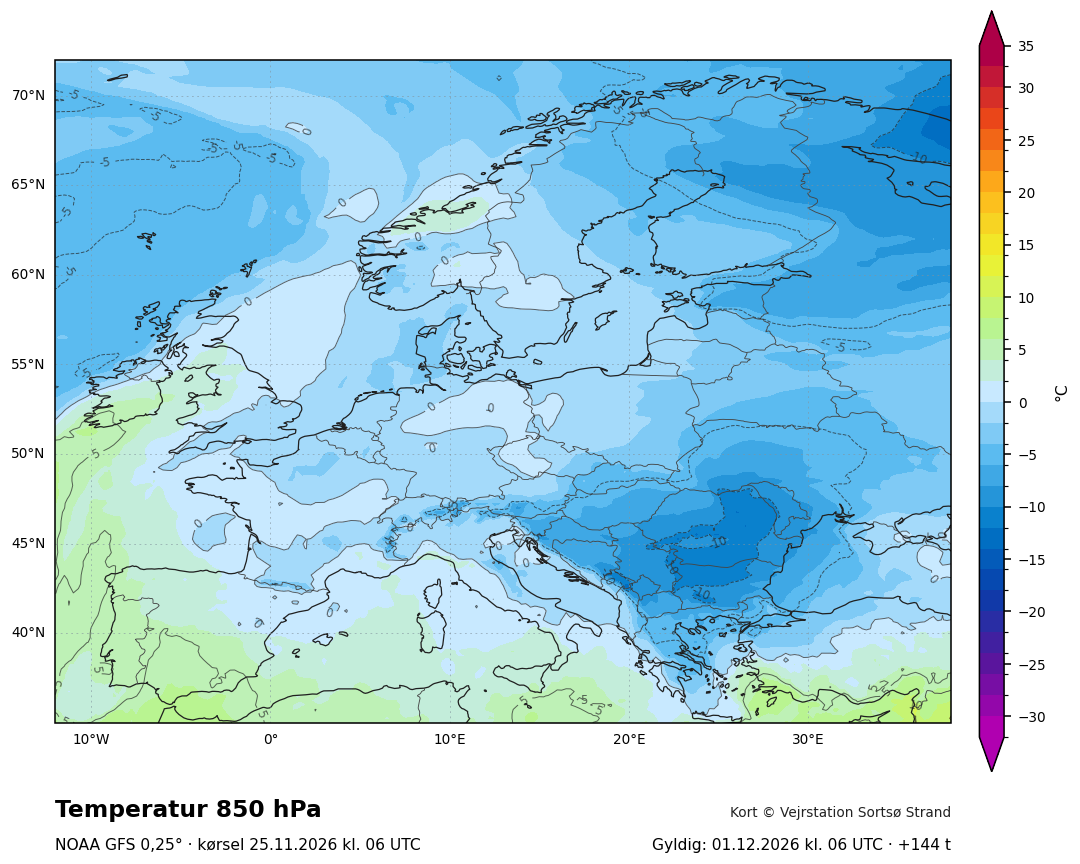 70°N
65°N
60°N
55°N
50°N
45°N
40°N
10°W
0°
10°E
20°E
30°E
35
30
25
20
15
10
5
0
−5
−10
−15
−20
−25
−30
°C
Temperatur 850 hPa
Kort © Vejrstation Sortsø Strand
NOAA GFS 0,25° · kørsel 25.11.2026 kl. 06 UTC
Gyldig: 01.12.2026 kl. 06 UTC · +144 t